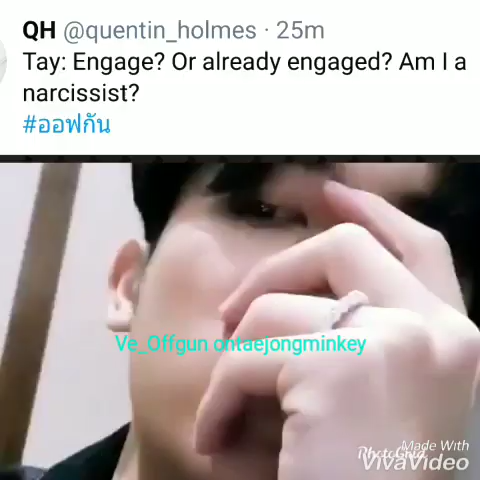 QH @quentin_holmes · 25m
Tay: Engage? Or already engaged? Am I a
narcissist?
#ออฟกัน
Ve_Offgun ontaejongminkey
PhotoGrid
Made With
VivaVideo